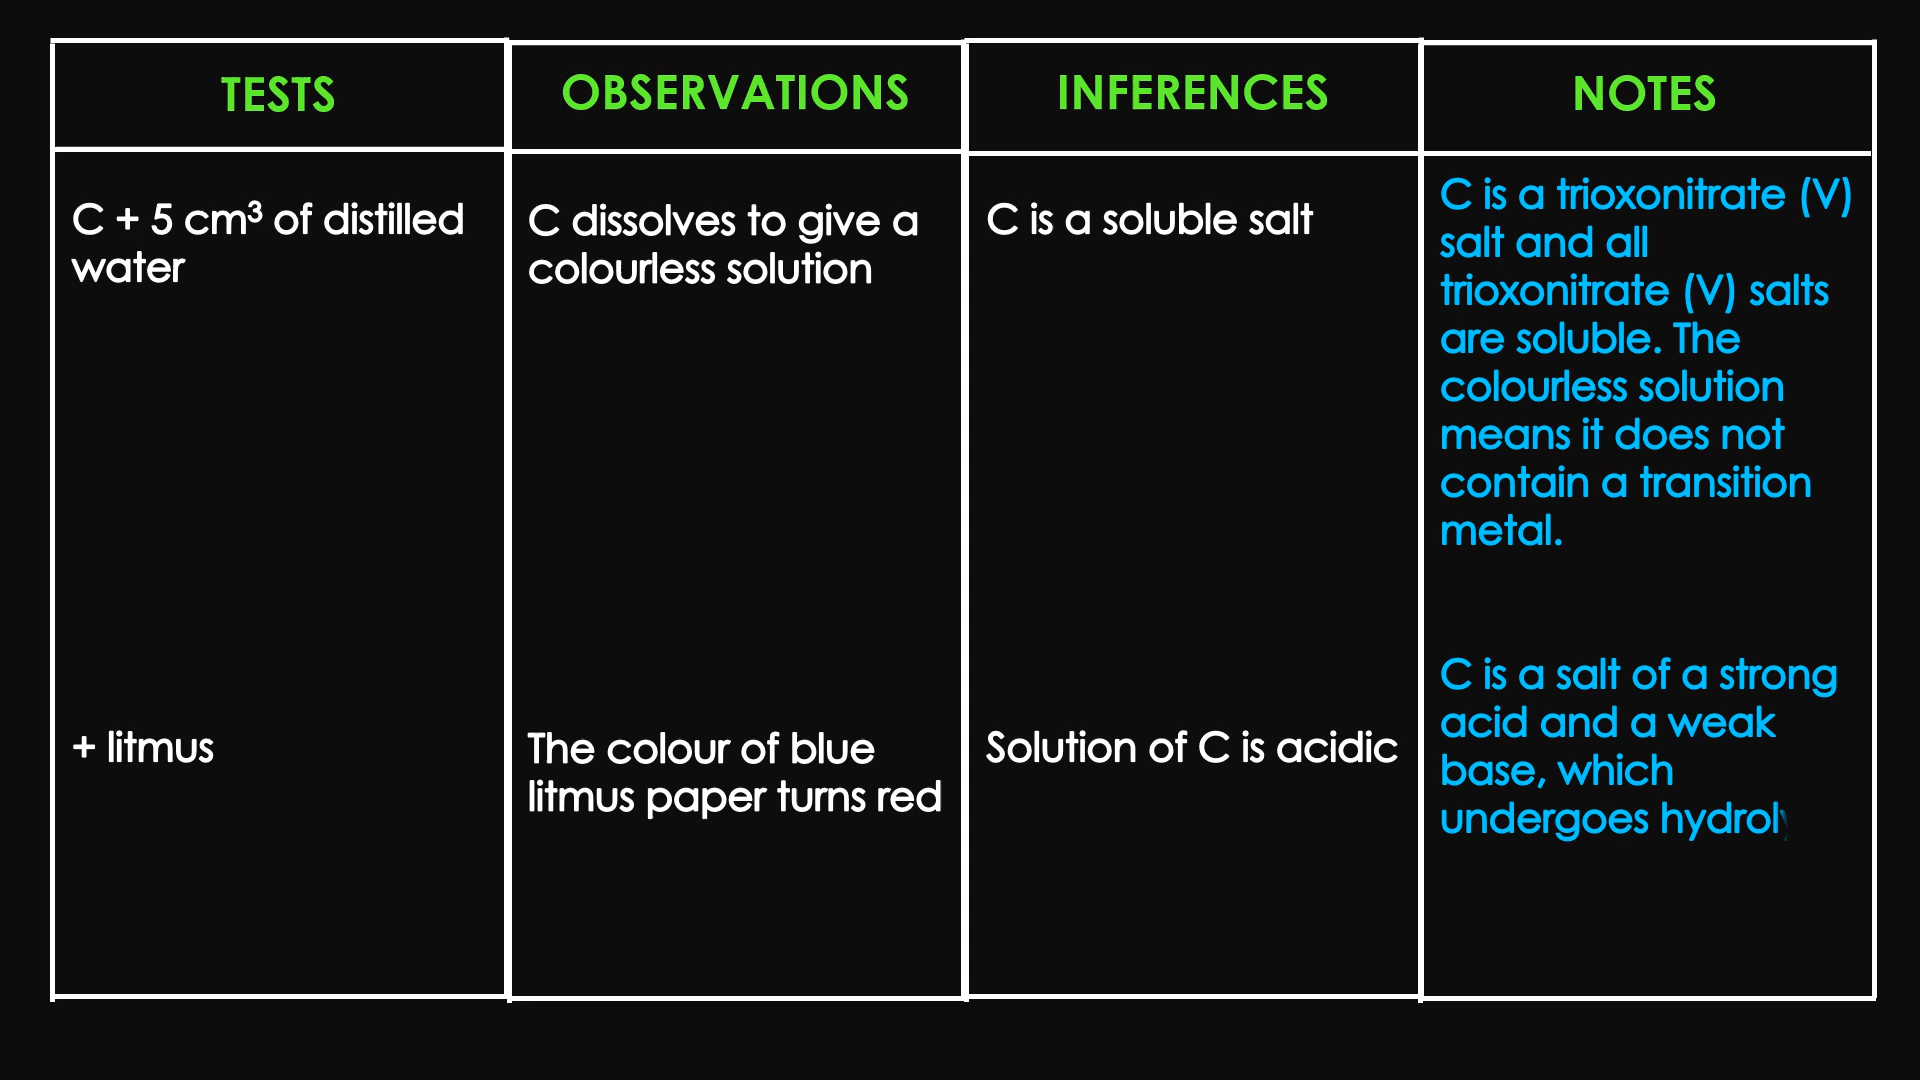 TESTS
OBSERVATIONS
INFERENCES
NOTES
C + 5 cm³ of distilled
water
C dissolves to give a
colourless solution
C is a soluble salt
C is a trioxonitrate (V)
salt and all
trioxonitrate (V) salts
are soluble. The
colourless solution
means it does not
contain a transition
metal.
+ litmus
The colour of blue
litmus paper turns red
Solution of C is acidic
C is a salt of a strong
acid and a weak
base, which
undergoes